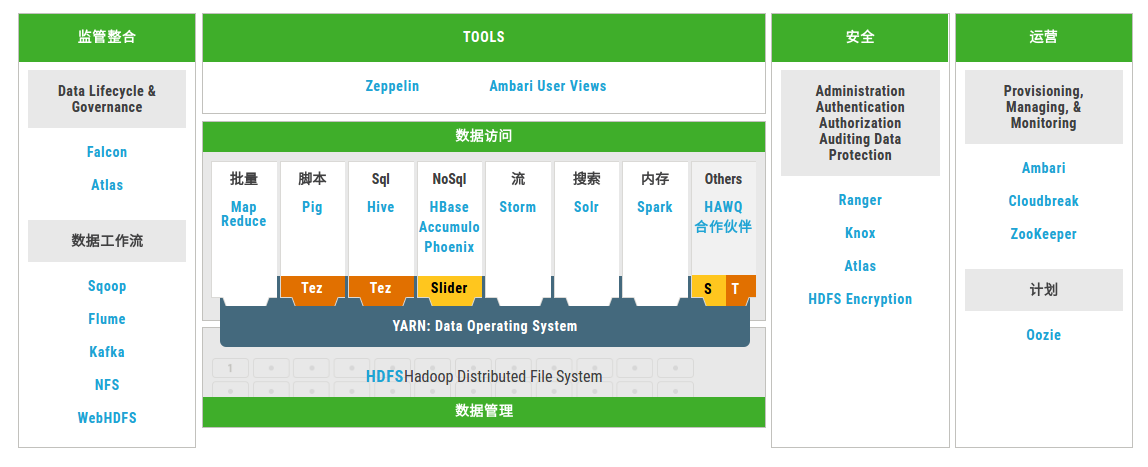 监管整合
Data Lifecycle &
Governance
Falcon
Atlas
数据工作流
Sqoop
Flume
Kafka
NFS
WebHDFS
TOOLS
Zeppelin
Ambari User Views
数据访问
批量
Map
Reduce
脚本
Pig
Tez
Sql
Hive
Tez
NoSql
HBase
Accumulo
Phoenix
Slider
流
Storm
搜索
Solr
内存
Spark
Others
HAWQ
合作伙伴
S
T
YARN: Data Operating System
1
HDFSHadoop Distributed File System
数据管理
安全
Administration
Authentication
Authorization
Auditing Data
Protection
Ranger
Knox
Atlas
HDFS Encryption
运营
Provisioning,
Managing, &
Monitoring
Ambari
Cloudbreak
ZooKeeper
计划
Oozie